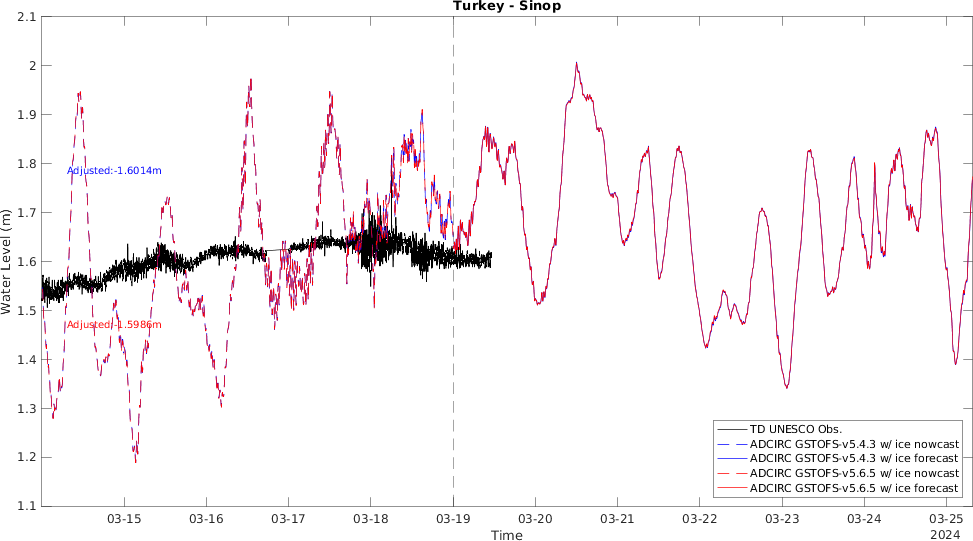 Turkey - Sinop
2.1
2
1.9
1.8
1.7
1.6
1.5
1.4
1.3
1.2
1.1
Water Level (m)
Adjusted:-1.6014m
Adjusted:-1.5986m
TD UNESCO Obs.
ADCIRC GSTOFS-v5.4.3 w/ ice nowcast
ADCIRC GSTOFS-v5.4.3 w/ ice forecast
ADCIRC GSTOFS-v5.6.5 w/ ice nowcast
ADCIRC GSTOFS-v5.6.5 w/ ice forecast
03-15 03-16 03-17 03-18 03-19 03-20 03-21 03-22 03-23 03-24 03-25
Time
2024